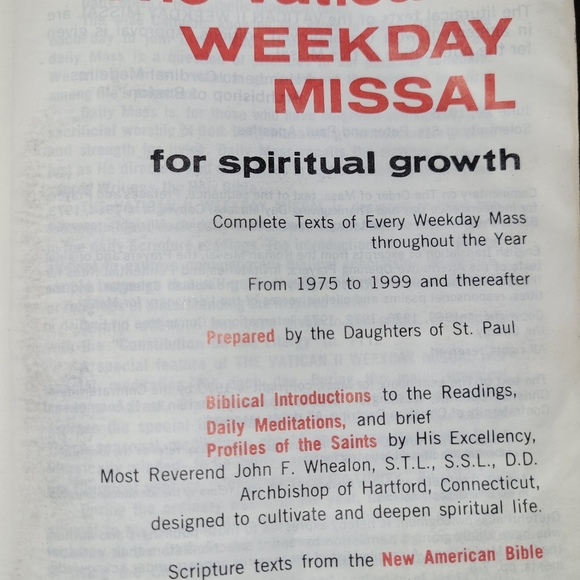 WEEKDAY
MISSAL
for spiritual growth
Complete Texts of Every Weekday Mass
throughout the Year
From 1975 to 1999 and thereafter
Prepared by the Daughters of St. Paul
Biblical Introductions to the Readings,
Daily Meditations, and brief
Profiles of the Saints by His Excellency,
Most Reverend John F. Whealon, S.T.L., S.S.L., D.D.
Archbishop of Hartford, Connecticut,
designed to cultivate and deepen spiritual life.
Scripture texts from the New American Bible